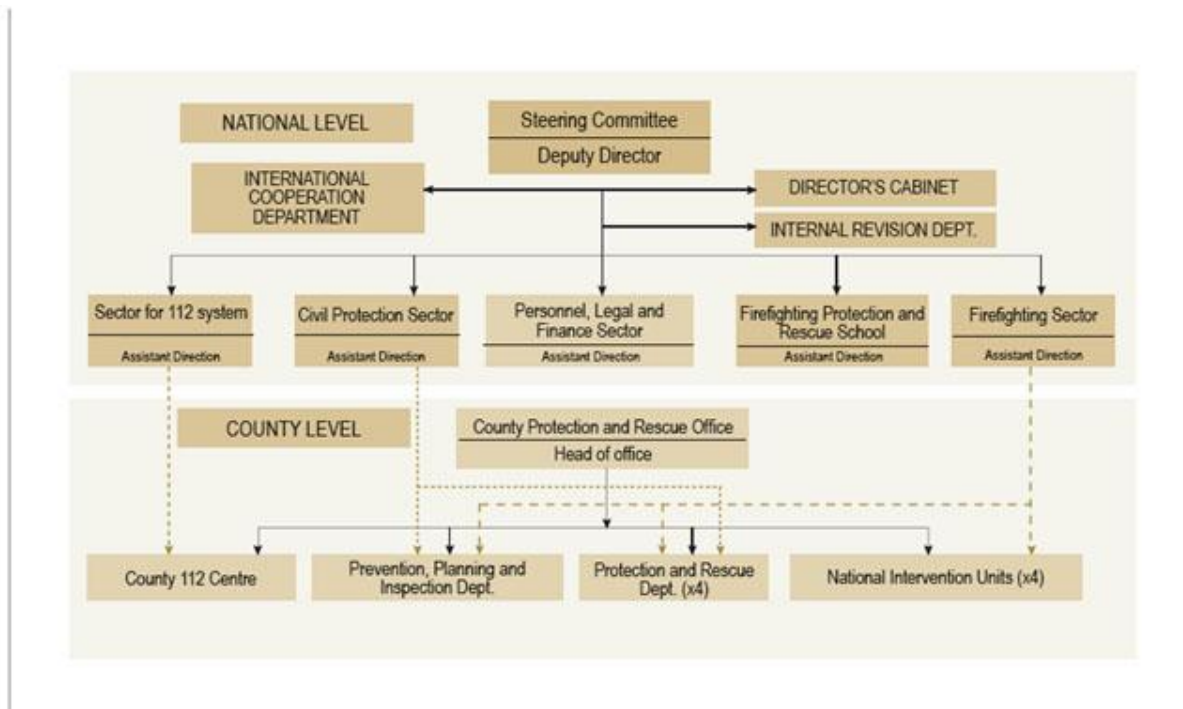 NATIONAL LEVEL
Steering Committee
Deputy Director
INTERNATIONAL
COOPERATION
DEPARTMENT
DIRECTOR'S CABINET
INTERNAL REVISION DEPT.
Sector for 112 system
Assistant Direction
Civil Protection Sector
Assistant Direction
Personnel, Legal and
Finance Sector
Assistant Direction
Firefighting Protection and
Rescue School
Assistant Direction
Firefighting Sector
Assistant Direction
COUNTY LEVEL
County Protection and Rescue Office
Head of office
County 112 Centre
Prevention, Planning and
Inspection Dept.
Protection and Rescue
Dept. (x4)
National Intervention Units (x4)